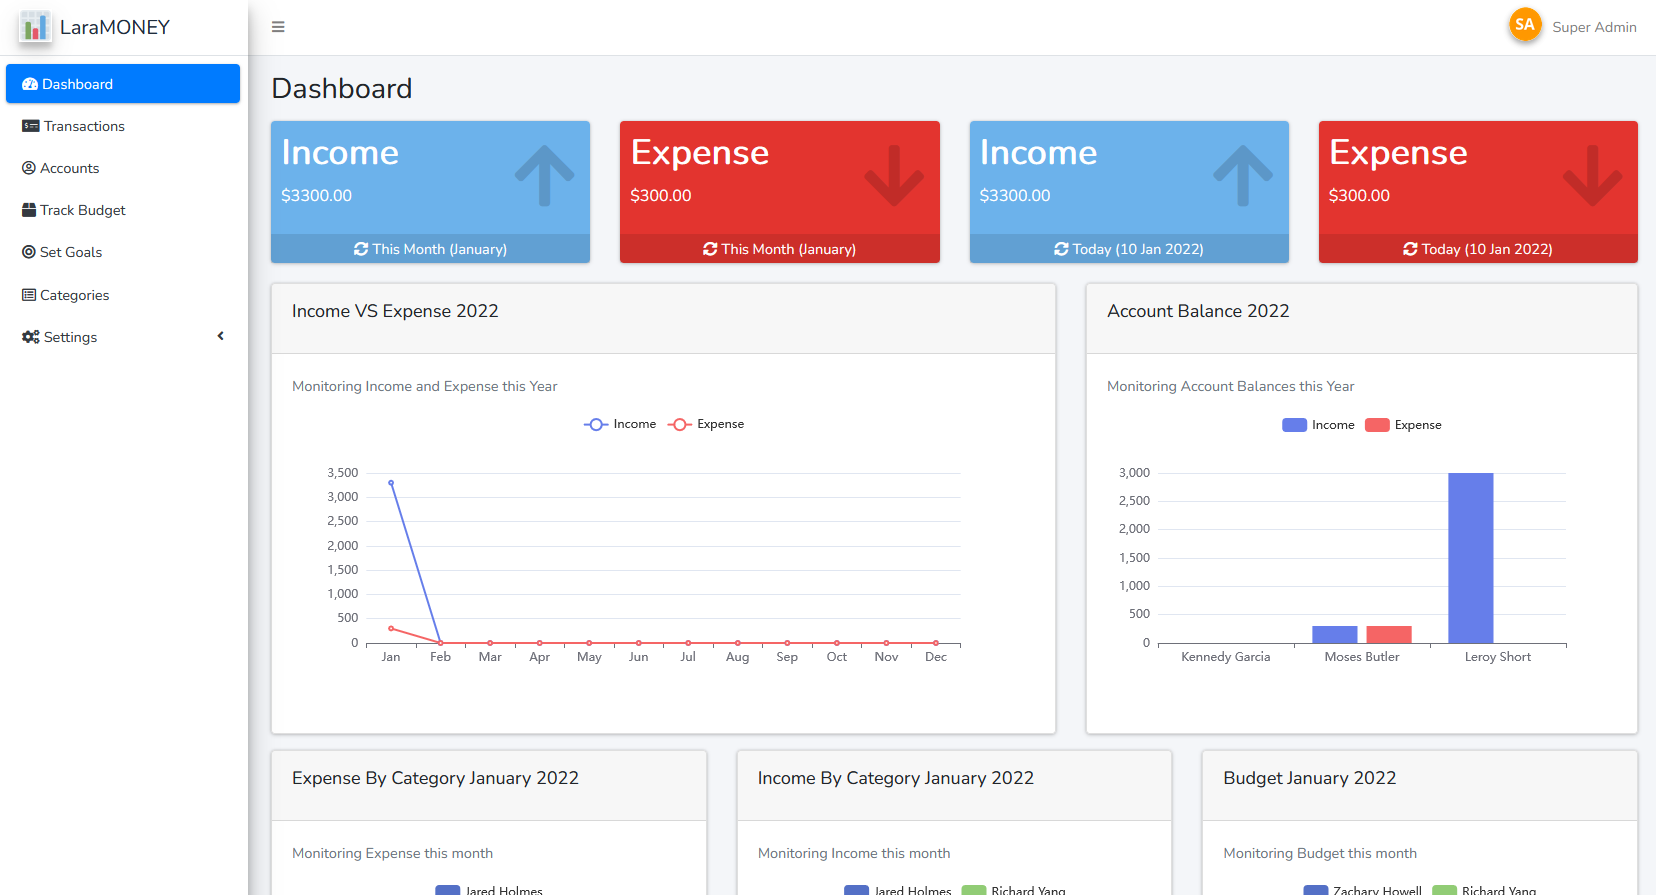 LaraMONEY
SA Super Admin
Dashboard
Transactions
Accounts
Track Budget
Set Goals
Categories
Settings
Dashboard
Income
$3300.00
This Month (January)
Expense
$300.00
This Month (January)
Income
$3300.00
Today (10 Jan 2022)
Expense
$300.00
Today (10 Jan 2022)
Income VS Expense 2022
Monitoring Income and Expense this Year
Income Expense
3,500
3,000
2,500
2,000
1,500
1,000
500
0
Jan Feb Mar Apr May Jun Jul Aug Sep Oct Nov Dec
Account Balance 2022
Monitoring Account Balances this Year
Income Expense
3,000
2,500
2,000
1,500
1,000
500
0
Kennedy Garcia Moses Butler Leroy Short
Expense By Category January 2022
Monitoring Expense this month
Jared Holmes
Income By Category January 2022
Monitoring Income this month
Jared Holmes Richard Yang
Budget January 2022
Monitoring Budget this month
Zachary Howell Richard Yang